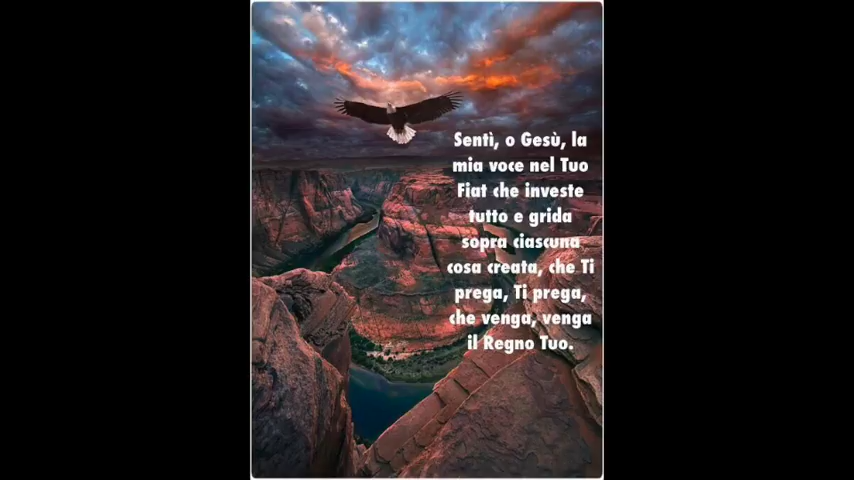 Sentì, o Gesù, la
mia voce nel Tuo
Fiat che investe
tutto e grida
sopra ciascuna
cosa creata, che Ti
prega, Ti prega,
che venga, venga
il Regno Tuo.